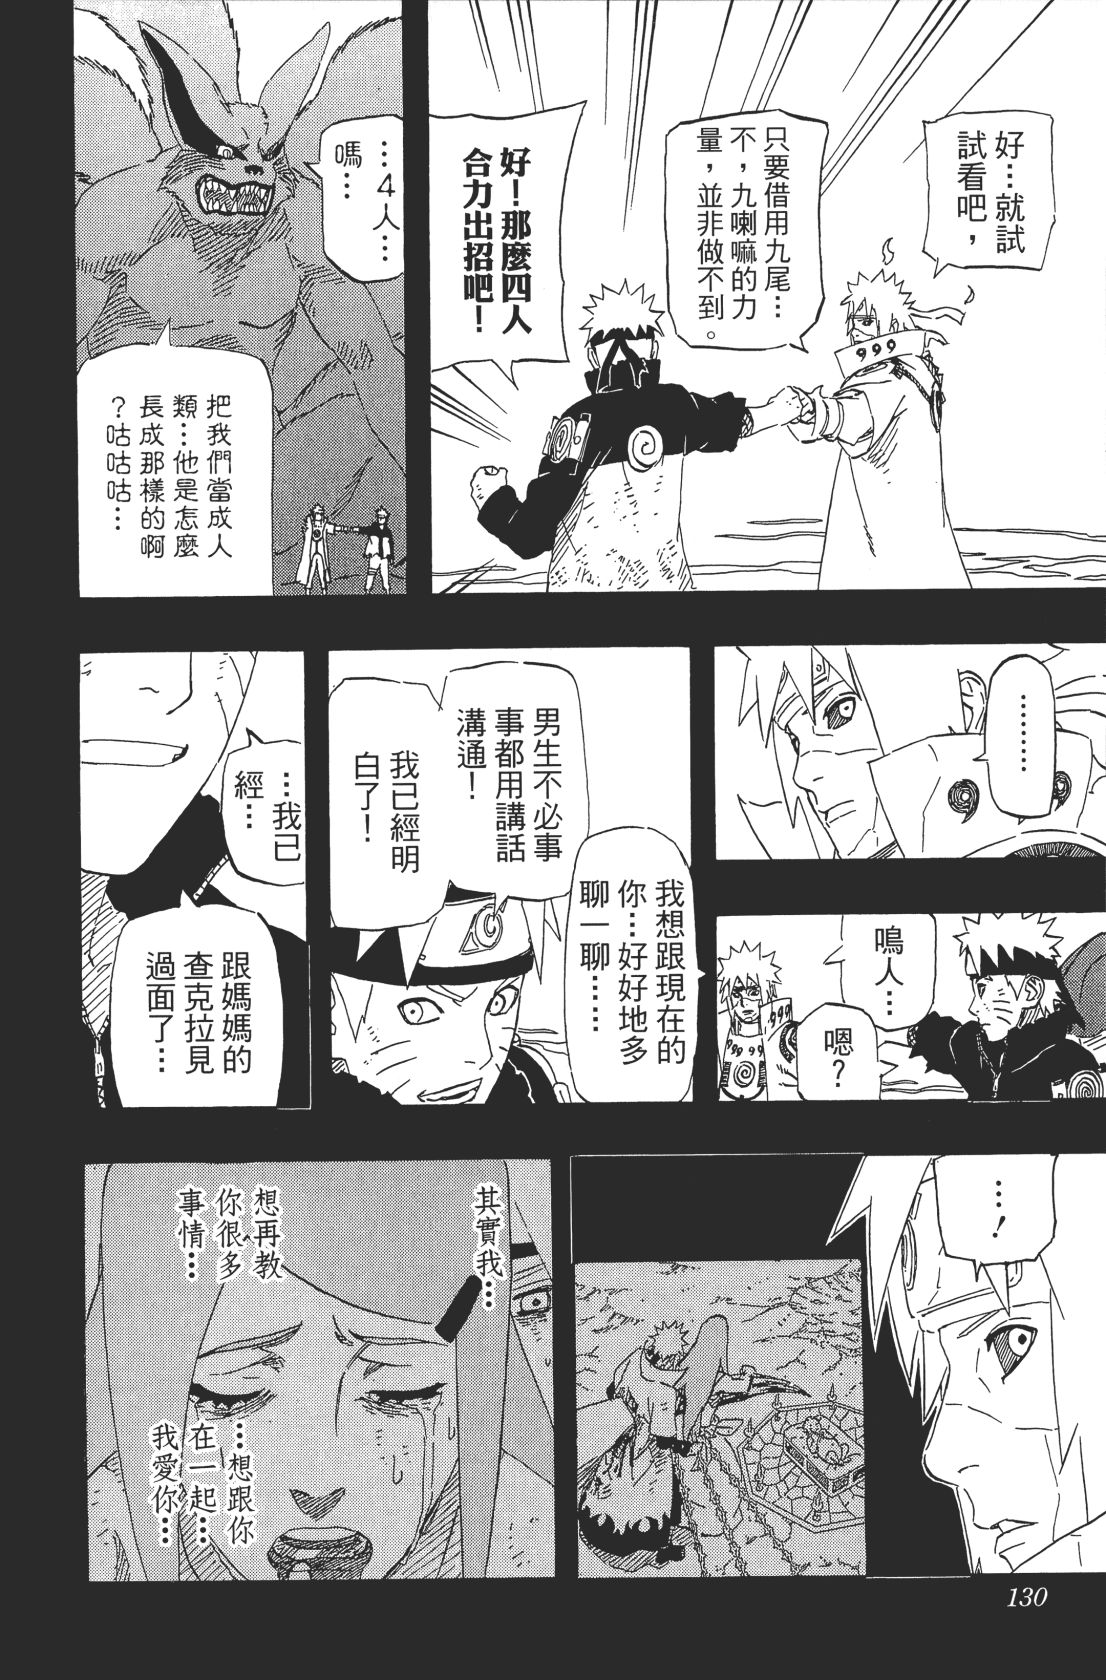 好…就試
試看吧，
只要借用九尾…
不，九喇嘛的力
量，並非做不到。
好！那麼四人
合力出招吧！
…4人…
嗎…
把我們當成人
類…他是怎麼
長成那樣的啊
？咕咕咕…
………
鳴人…
嗯？
我想跟現在的
你…好好地多
聊一聊……
男生不必事
事都用講話
溝通！
我已經明
白了！
…我已
經…
跟媽媽的
查克拉見
過面了…
…！
其實我…
想再教
你很多
事情…
…想跟你
在一起…
我愛你…
130